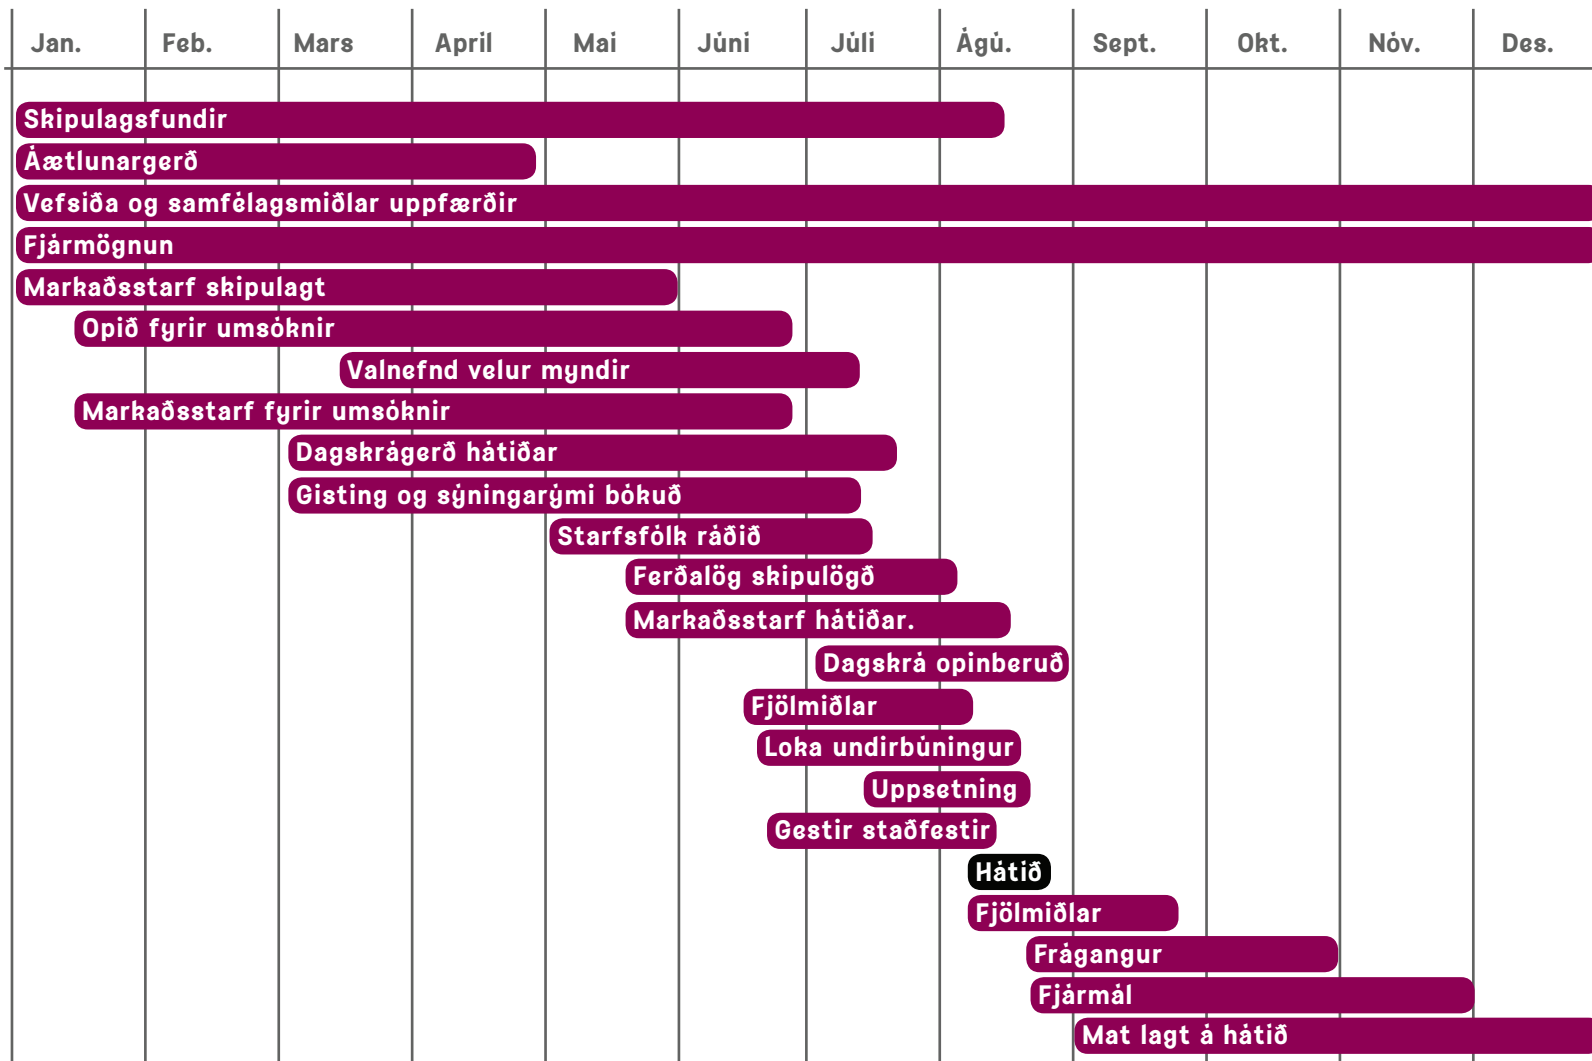 Jan. Feb. Mars April Mai Júní Júlí Ágú. Sept. Okt. Nóv. Des.
Skipulagsfundir
Áætlunargerð
Vefsíða og samfélagsmiðlar uppfærðir
Fjármögnun
Markaðsstarf skipulagt
Opið fyrir umsóknir
Valnefnd velur myndir
Markaðsstarf fyrir umsóknir
Dagskrágerð hátíðar
Gisting og sýningarými bókuð
Starfsfólk ráðið
Ferðalög skipulögð
Markaðsstarf hátíðar.
Dagskrá opinberuð
Fjölmiðlar
Loka undirbúningur
Uppsetning
Gestir staðfestir
Hátíð
Fjölmiðlar
Frágangur
Fjármál
Mat lagt á hátíð